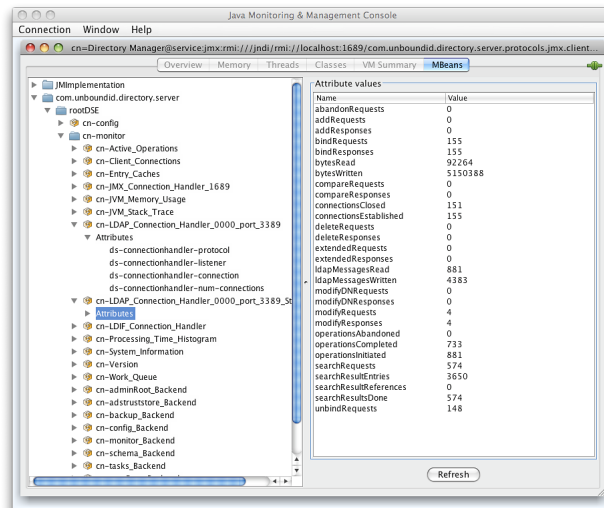 Java Monitoring & Management Console
Connection Window Help
cn=Directory Manager@service:jmx:rmi:///jndi/rmi://localhost:1689/com.unboundid.directory.server.protocols.jmx.client...
Overview Memory Threads Classes VM Summary MBeans
JMImplementation
com.unboundid.directory.server
rootDSE
cn-config
cn-monitor
cn-Active_Operations
cn-Client_Connections
cn-Entry_Caches
cn-JMX_Connection_Handler_1689
cn-JVM_Memory_Usage
cn-JVM_Stack_Trace
cn-LDAP_Connection_Handler_0000_port_3389
Attributes
ds-connectionhandler-protocol
ds-connectionhandler-listener
ds-connectionhandler-connection
ds-connectionhandler-num-connections
cn-LDAP_Connection_Handler_0000_port_3389_St
Attributes
cn-LDIF_Connection_Handler
cn-Processing_Time_Histogram
cn-System_Information
cn-Version
cn-Work_Queue
cn-adminRoot_Backend
cn-adstruststore_Backend
cn-backup_Backend
cn-config_Backend
cn-monitor_Backend
cn-schema_Backend
cn-tasks_Backend
Attribute values
Name Value
abandonRequests 0
addRequests 0
addResponses 0
bindRequests 155
bindResponses 155
bytesRead 92264
bytesWritten 5150388
compareRequests 0
compareResponses 0
connectionsClosed 151
connectionsEstablished 155
deleteRequests 0
deleteResponses 0
extendedRequests 0
extendedResponses 0
ldapMessagesRead 881
ldapMessagesWritten 4383
modifyDNRequests 0
modifyDNResponses 0
modifyRequests 4
modifyResponses 4
operationsAbandoned 0
operationsCompleted 733
operationsInitiated 881
searchRequests 574
searchResultEntries 3650
searchResultReferences 0
searchResultsDone 574
unbindRequests 148
Refresh